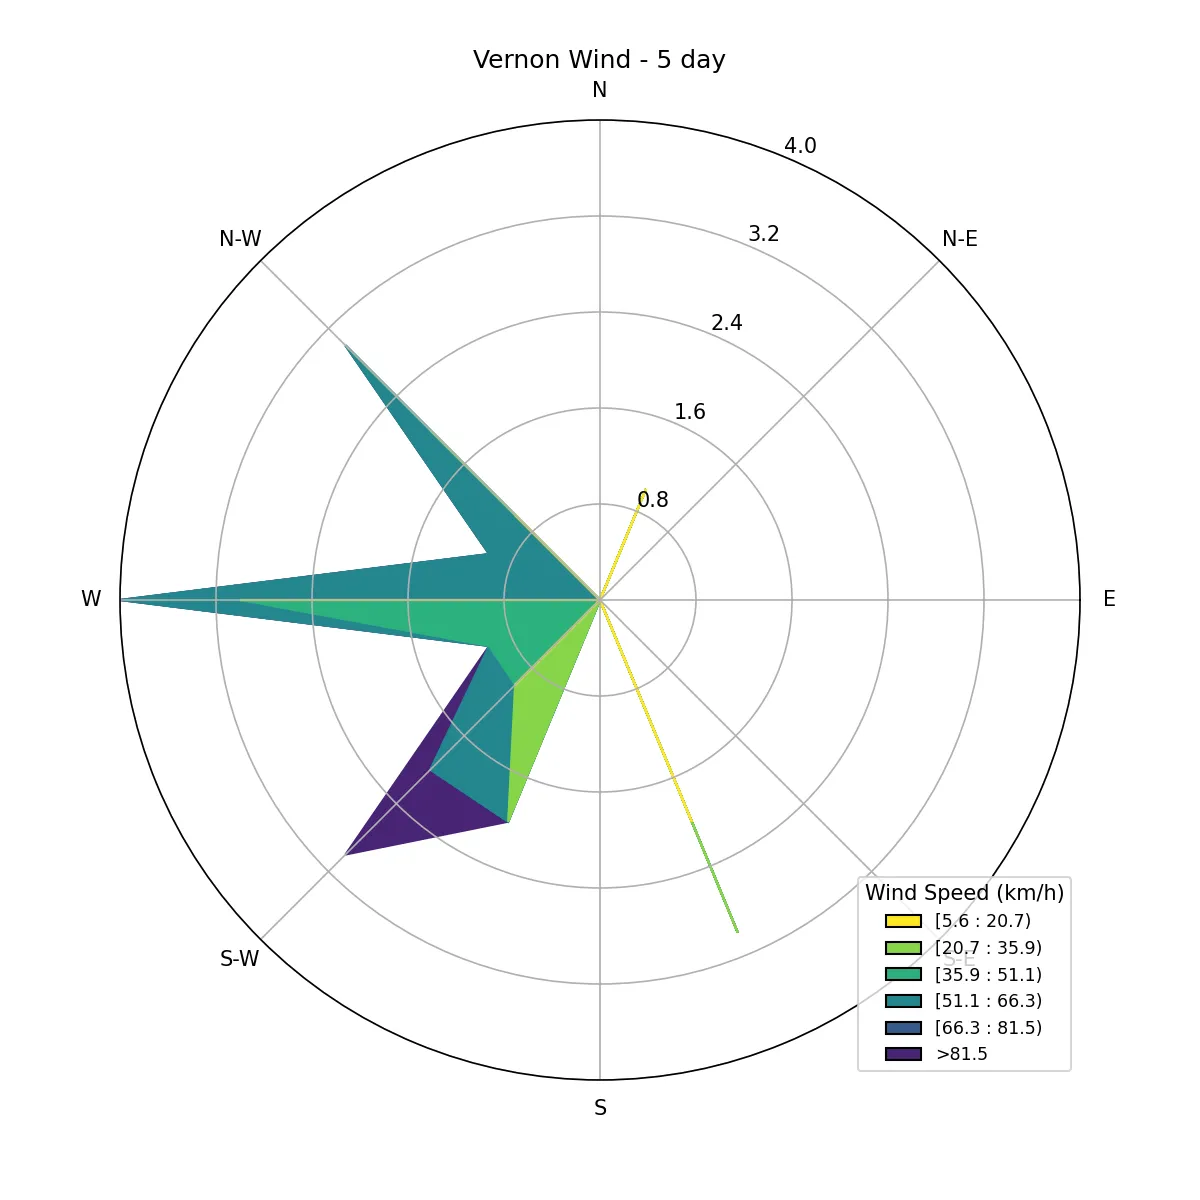 Vernon Wind - 5 day
N
4.0
N-W
3.2
N-E
2.4
1.6
0.8
W
E
Wind Speed (km/h)
[5.6 : 20.7)
[20.7 : 35.9)
[35.9 : 51.1)
[51.1 : 66.3)
[66.3 : 81.5)
>81.5
S-W
S-E
S